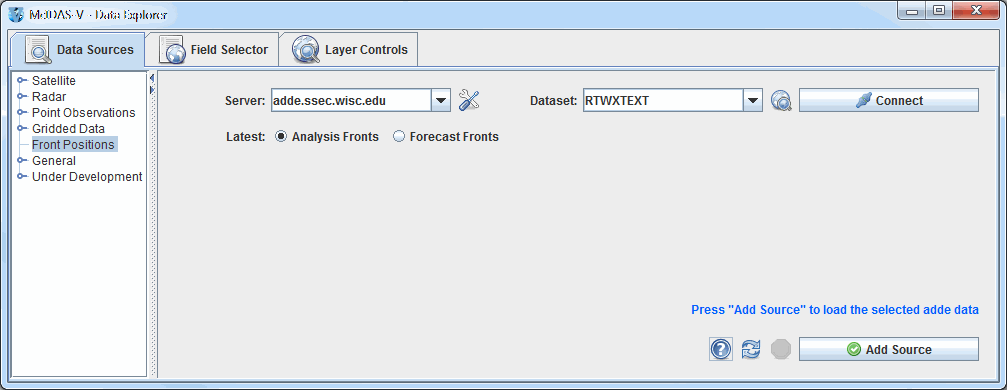 McIDAS-V - Data Explorer
Data Sources
Field Selector
Layer Controls
Satellite
Radar
Point Observations
Gridded Data
Front Positions
General
Under Development
Server: adde.ssec.wisc.edu Dataset: RTWXTEXT Connect
Latest: Analysis Fronts Forecast Fronts
Press "Add Source" to load the selected adde data
? Add Source